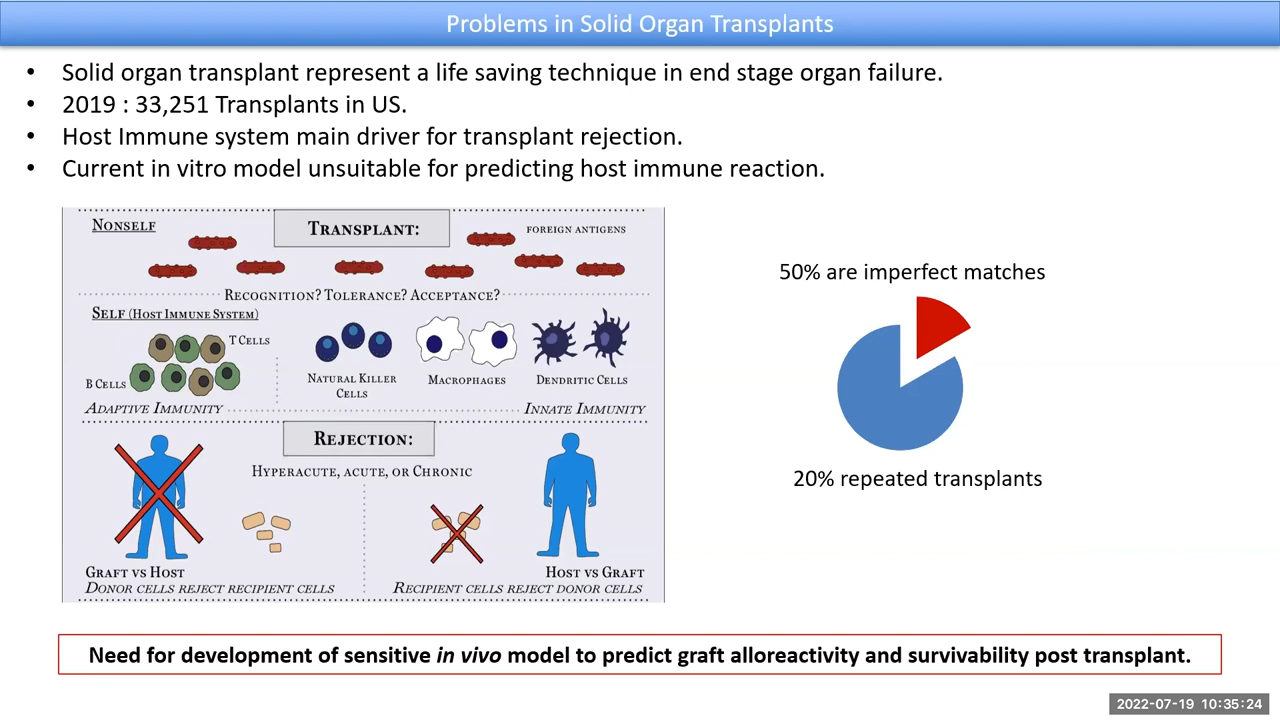 Problems in Solid Organ Transplants
• Solid organ transplant represent a life saving technique in end stage organ failure.
• 2019 : 33,251 Transplants in US.
• Host Immune system main driver for transplant rejection.
• Current in vitro model unsuitable for predicting host immune reaction.
NONSELF
TRANSPLANT:
FOREIGN ANTIGENS
RECOGNITION? TOLERANCE? ACCEPTANCE?
SELF (HOST IMMUNE SYSTEM)
T CELLS
B CELLS
NATURAL KILLER
CELLS
MACROPHAGES
DENDRITIC CELLS
ADAPTIVE IMMUNITY
INNATE IMMUNITY
REJECTION:
HYPERACUTE, ACUTE, OR CHRONIC
GRAFT VS HOST
DONOR CELLS REJECT RECIPIENT CELLS
HOST VS GRAFT
RECIPIENT CELLS REJECT DONOR CELLS
50% are imperfect matches
20% repeated transplants
Need for development of sensitive in vivo model to predict graft alloreactivity and survivability post transplant.
2022-07-19 10:35:24